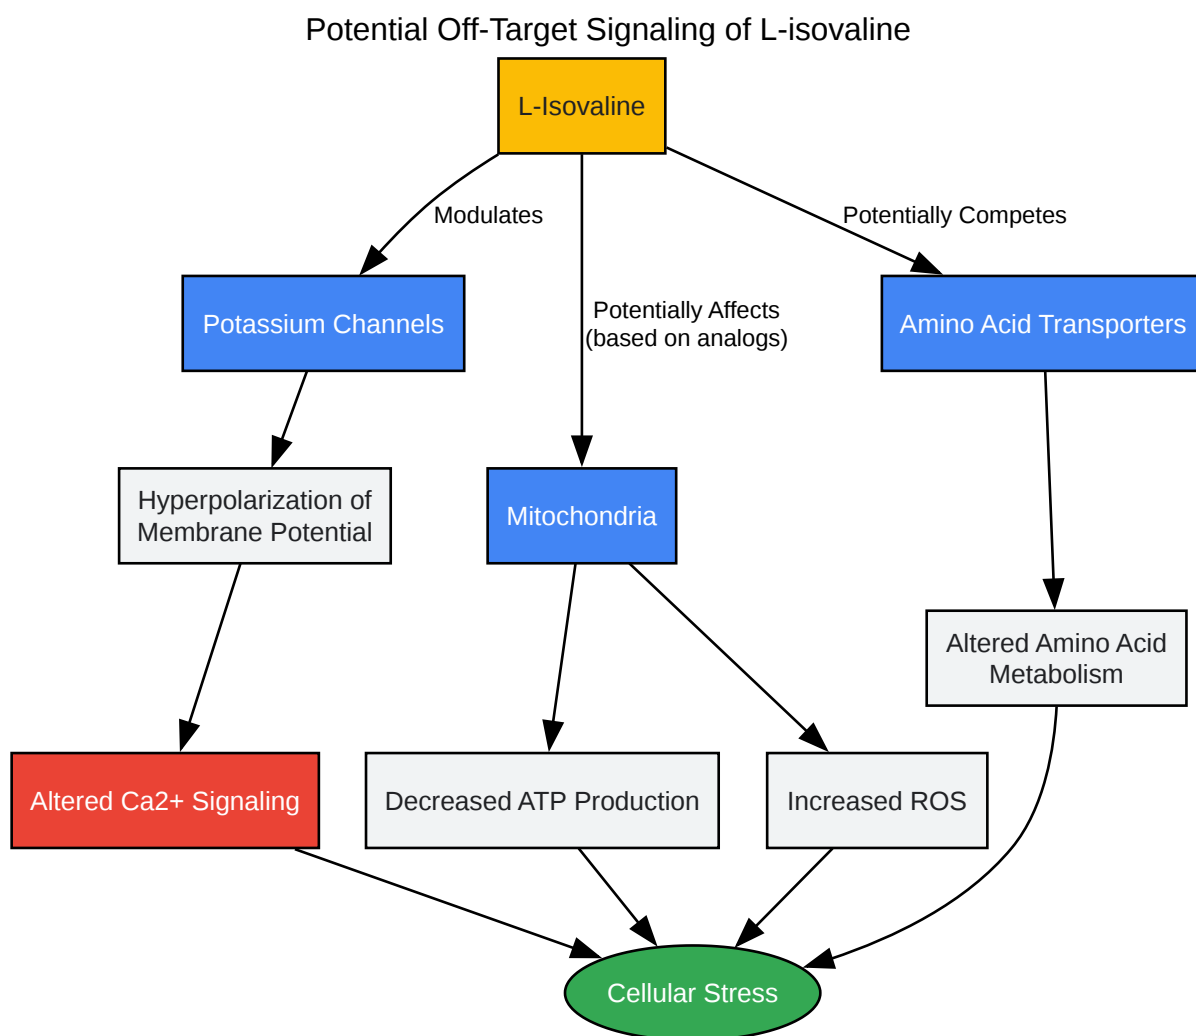 Potential Off-Target Signaling of L-isovaline
L-Isovaline
Modulates
Potentially Competes
Potassium Channels
Potentially Affects
(based on analogs)
Amino Acid Transporters
Hyperpolarization of
Membrane Potential
Mitochondria
Altered Amino Acid
Metabolism
Altered Ca2+ Signaling
Decreased ATP Production
Increased ROS
Cellular Stress